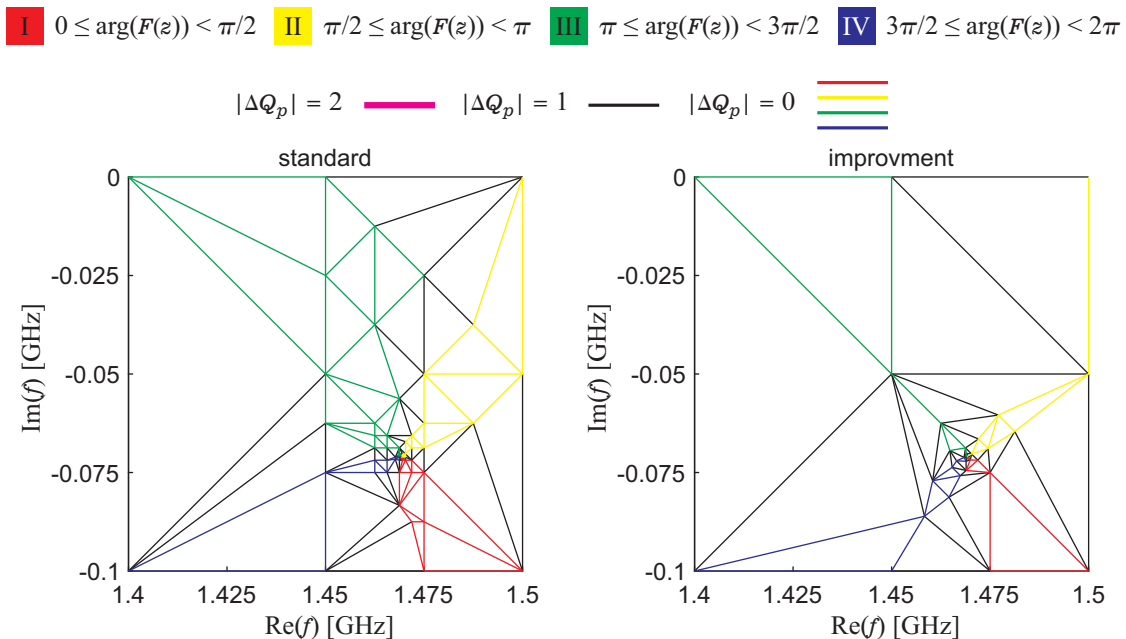 I 0 ≤ arg(F(z)) < π/2 II π/2 ≤ arg(F(z)) < π III π ≤ arg(F(z)) < 3π/2 IV 3π/2 ≤ arg(F(z)) < 2π
|ΔQp| = 2 |ΔQp| = 1 |ΔQp| = 0
standard
0
-0.025
-0.05
-0.075
-0.1
Im(f) [GHz]
1.4 1.425 1.45 1.475 1.5
Re(f) [GHz]
improvment
0
-0.025
-0.05
-0.075
-0.1
Im(f) [GHz]
1.4 1.425 1.45 1.475 1.5
Re(f) [GHz]